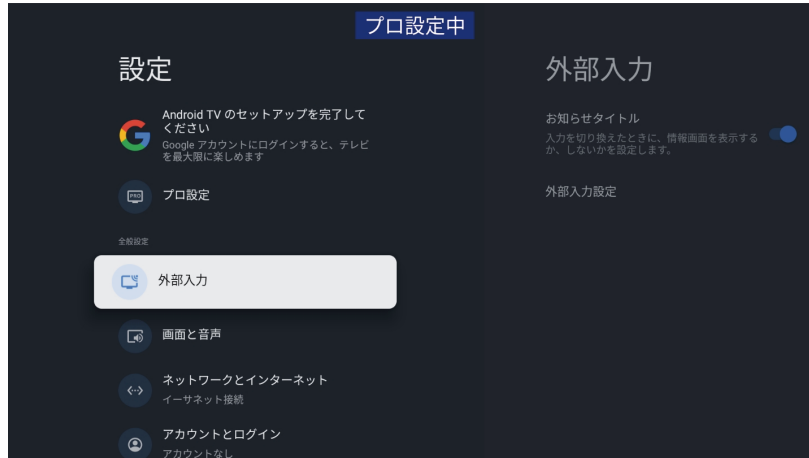 プロ設定中
設定
Android TV のセットアップを完了して
ください
Google アカウントにログインすると、テレビ
を最大限に楽しめます
PRO
プロ設定
全般設定
外部入力
画面と音声
ネットワークとインターネット
イーサネット接続
アカウントとログイン
アカウントなし
外部入力
お知らせタイトル
入力を切り換えたときに、情報画面を表示する
か、しないかを設定します。
外部入力設定